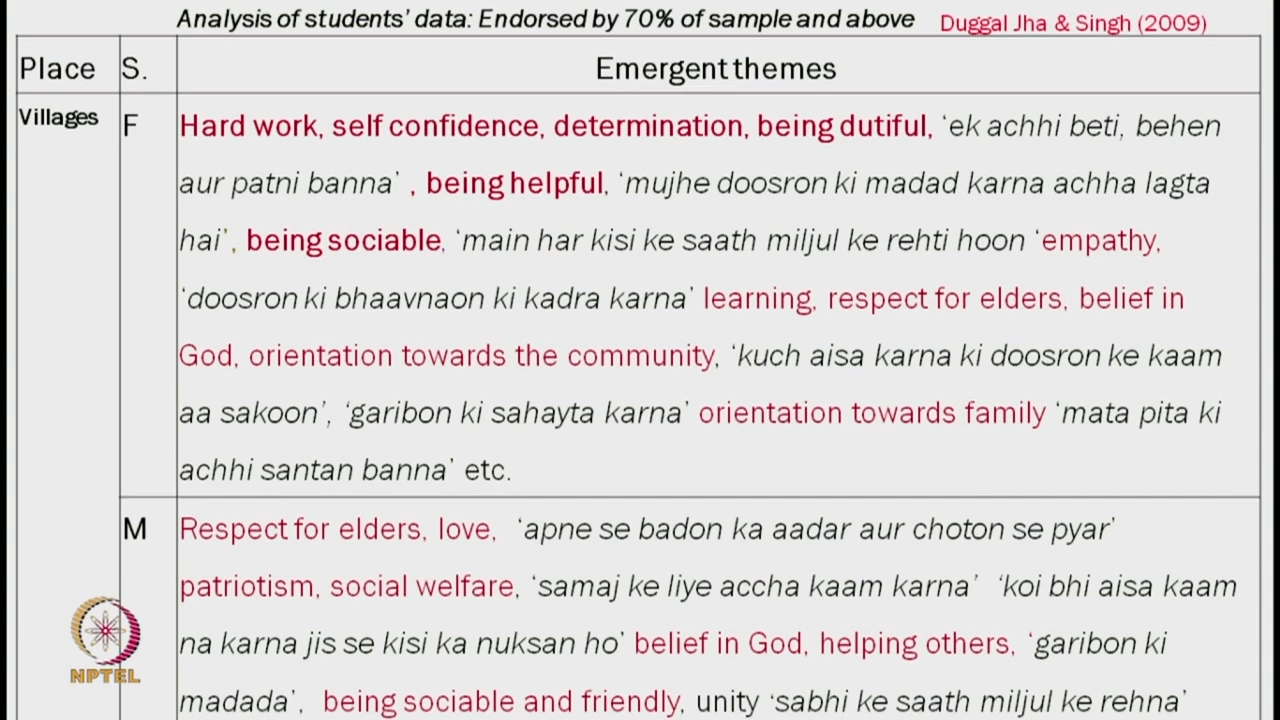 Analysis of students' data: Endorsed by 70% of sample and above Duggal Jha & Singh (2009)
Place S. Emergent themes
Villages F Hard work, self confidence, determination, being dutiful, 'ek achhi beti, behen
aur patni banna' , being helpful, 'mujhe doosron ki madad karna achha lagta
hai', being sociable, 'main har kisi ke saath miljul ke rehti hoon 'empathy,
'doosron ki bhaavnaon ki kadra karna' learning, respect for elders, belief in
God, orientation towards the community, 'kuch aisa karna ki doosron ke kaam
aa sakoon', 'garibon ki sahayta karna' orientation towards family 'mata pita ki
achhi santan banna' etc.
M Respect for elders, love, 'apne se badon ka aadar aur choton se pyar'
patriotism, social welfare, 'samaj ke liye accha kaam karna' 'koi bhi aisa kaam
na karna jis se kisi ka nuksan ho' belief in God, helping others, 'garibon ki
madada', being sociable and friendly, unity 'sabhi ke saath miljul ke rehna'
NPTEL